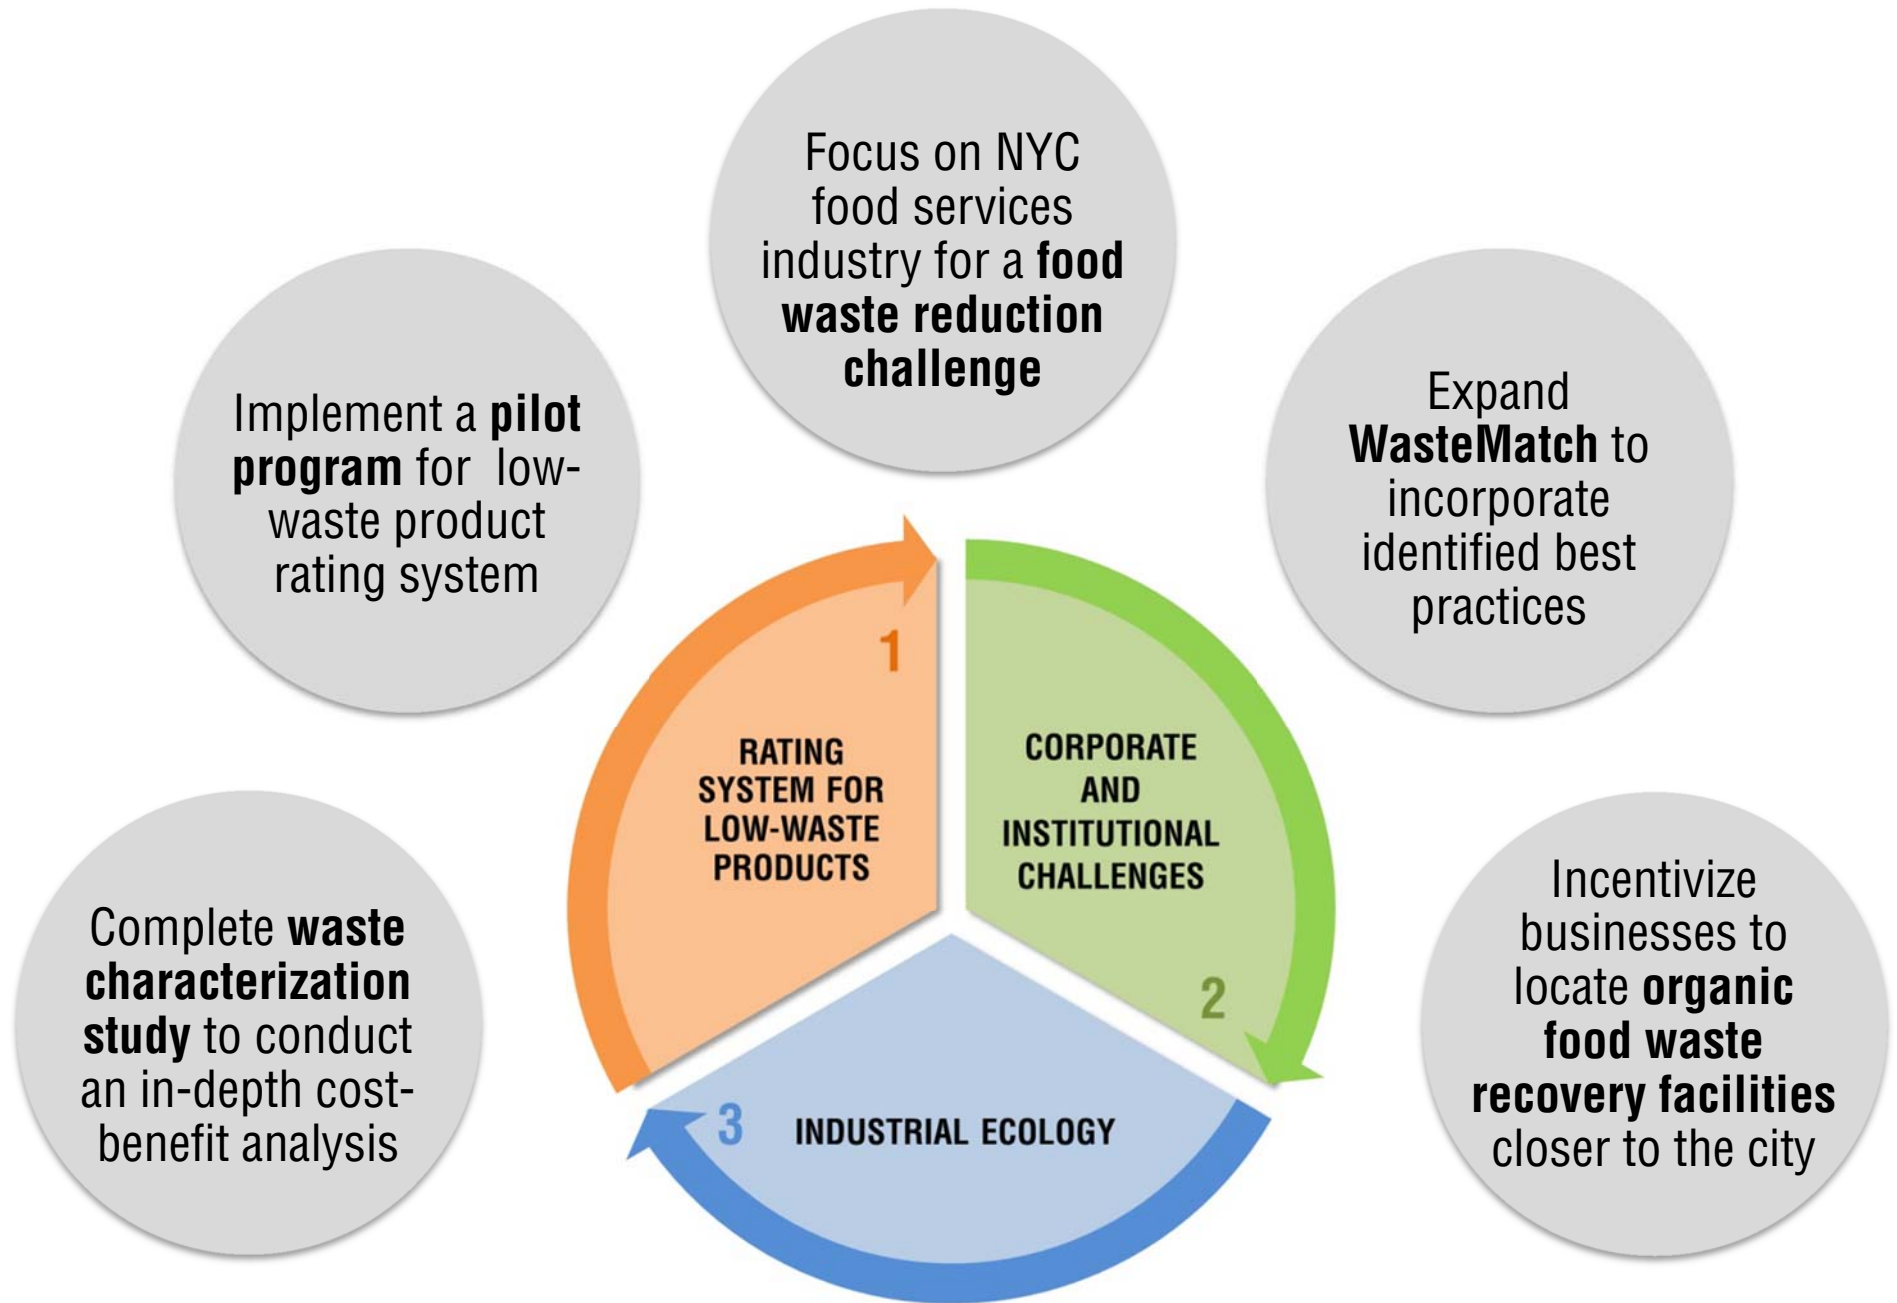 Focus on NYC
food services
industry for a food
waste reduction
challenge
Implement a pilot
program for low-
waste product
rating system
Expand
WasteMatch to
incorporate
identified best
practices
Complete waste
characterization
study to conduct
an in-depth cost-
benefit analysis
Incentivize
businesses to
locate organic
food waste
recovery facilities
closer to the city
1
RATING
SYSTEM FOR
LOW-WASTE
PRODUCTS
CORPORATE
AND
INSTITUTIONAL
CHALLENGES
2
3
INDUSTRIAL ECOLOGY